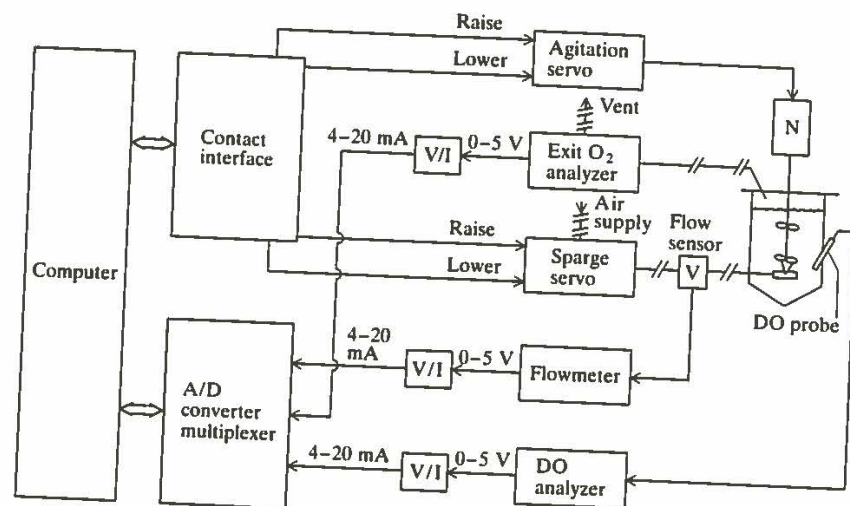 Raise
Lower
Agitation
servo
Vent
N
Contact
interface
4–20 mA
V/I
0–5 V
Exit O₂
analyzer
Air
supply
Flow
sensor
Raise
Lower
Sparge
servo
V
Computer
DO probe
4–20
mA
V/I
0–5 V
Flowmeter
A/D
converter
multiplexer
4–20 mA
V/I
0–5 V
DO
analyzer